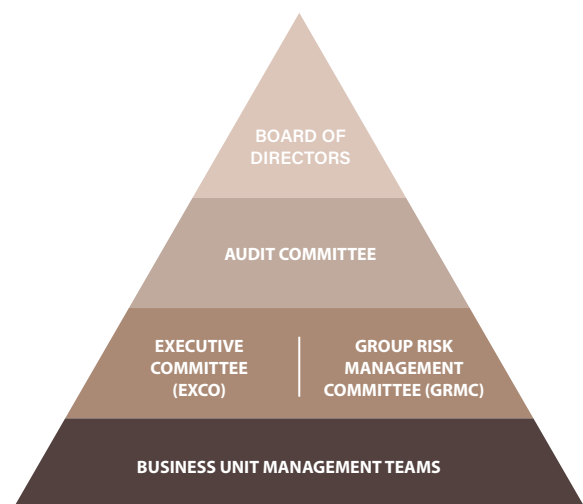 BOARD OF
DIRECTORS
AUDIT COMMITTEE
EXECUTIVE
COMMITTEE
(EXCO)
GROUP RISK
MANAGEMENT
COMMITTEE (GRMC)
BUSINESS UNIT MANAGEMENT TEAMS